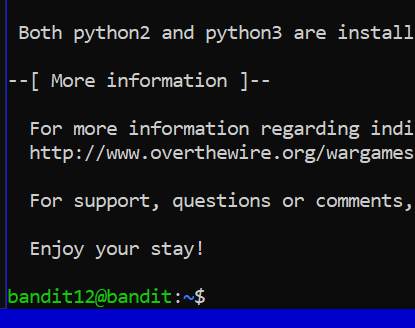 Both python2 and python3 are install
--[ More information ]--
For more information regarding indi
http://www.overthewire.org/wargames
For support, questions or comments,
Enjoy your stay!
bandit12@bandit:~$